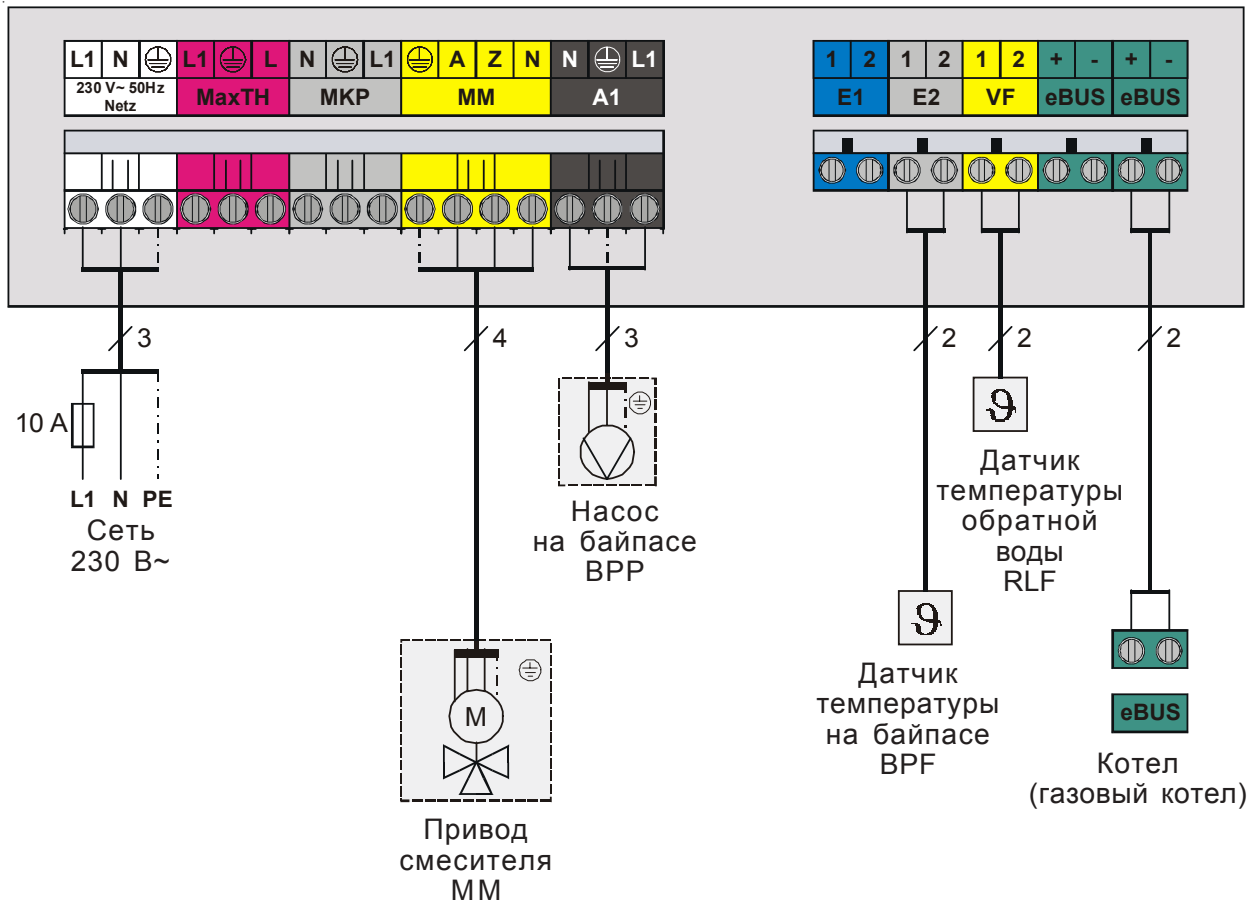 L1 N L1 L N L1 A Z N N L1
230 V~ 50Hz
Netz
MaxTH MKP MM A1
1 2 1 2 1 2 + - + -
E1 E2 VF eBUS eBUS
3 4 3 2 2 2
10 A
L1 N PE
Сеть
230 В~
Насос
на байпасе
BPP
M
Привод
смесителя
ММ
ϑ
Датчик
температуры
обратной
воды
RLF
ϑ
Датчик
температуры
на байпасе
BPF
eBUS
Котел
(газовый котел)